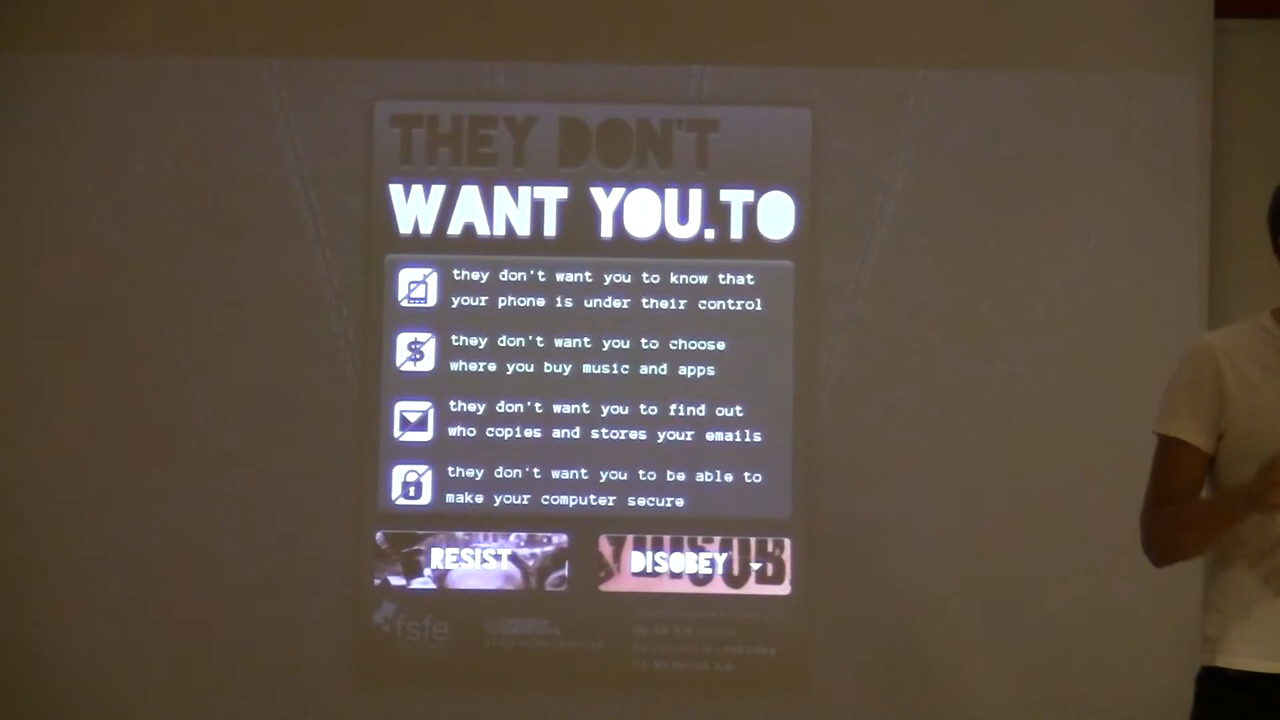 THEY DON'T
WANT YOU.TO
they don't want you to know that
your phone is under their control
they don't want you to choose
where you buy music and apps
they don't want you to find out
who copies and stores your emails
they don't want you to be able to
make your computer secure
RESIST
DISOBEY
fsfe